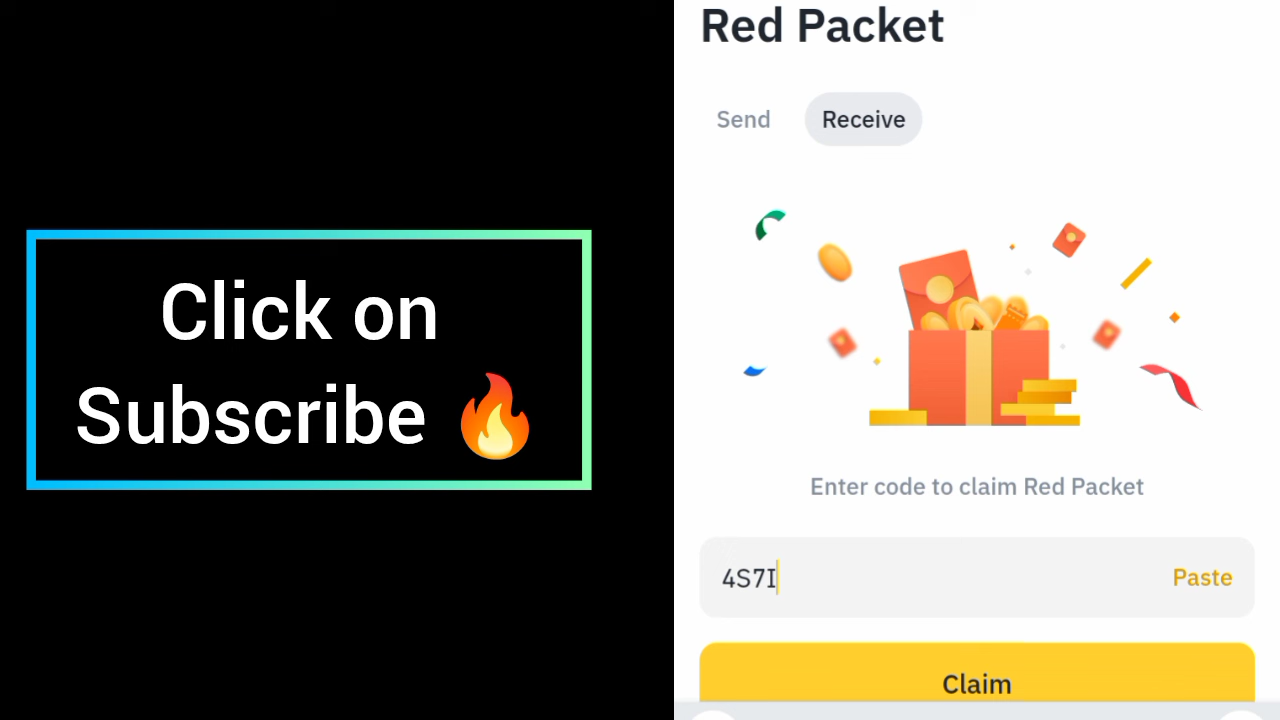 Click on
Subscribe 🔥
Red Packet
Send Receive
Enter code to claim Red Packet
4S7I Paste
Claim